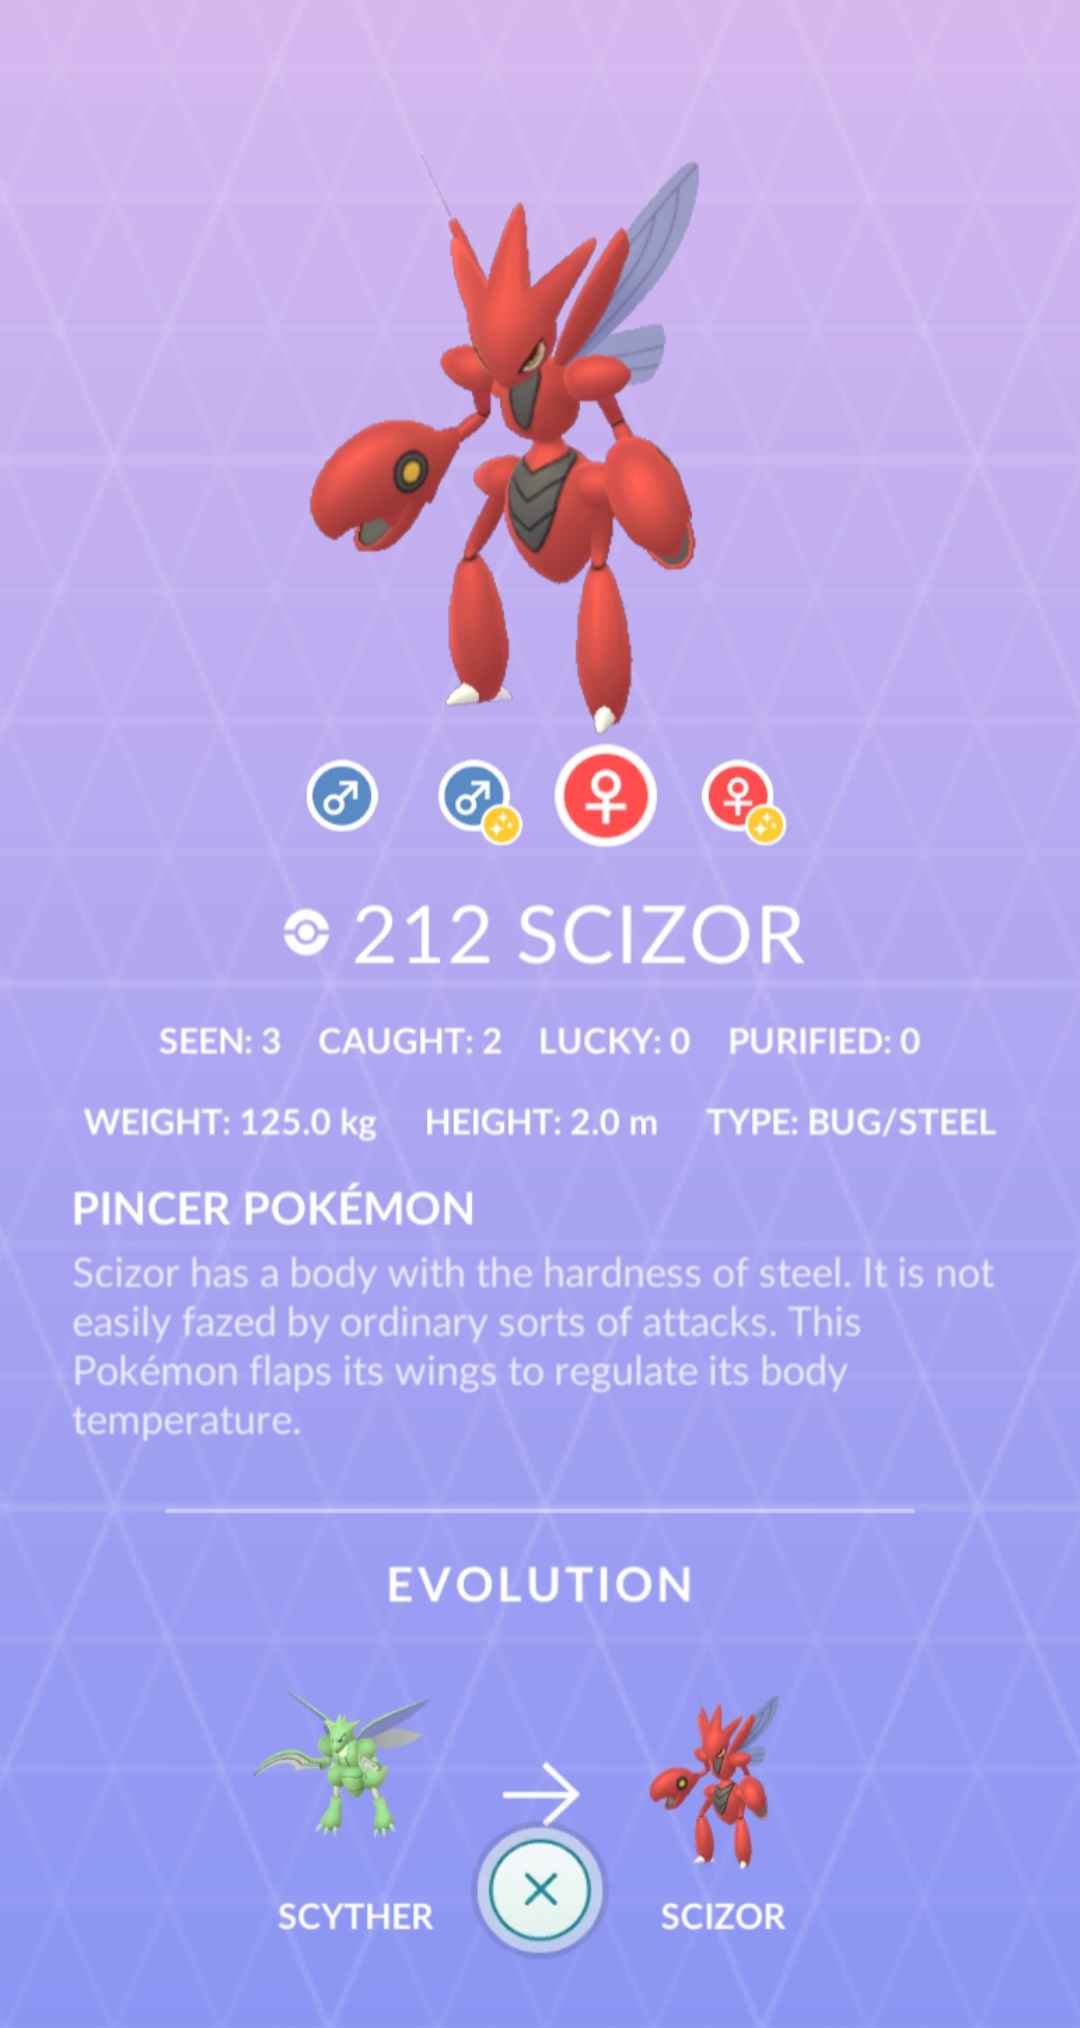 212 SCIZOR
SEEN: 3 CAUGHT: 2 LUCKY: 0 PURIFIED: 0
WEIGHT: 125.0 kg HEIGHT: 2.0 m TYPE: BUG/STEEL
PINCER POKÉMON
Scizor has a body with the hardness of steel. It is not
easily fazed by ordinary sorts of attacks. This
Pokémon flaps its wings to regulate its body
temperature.
EVOLUTION
SCYTHER SCIZOR